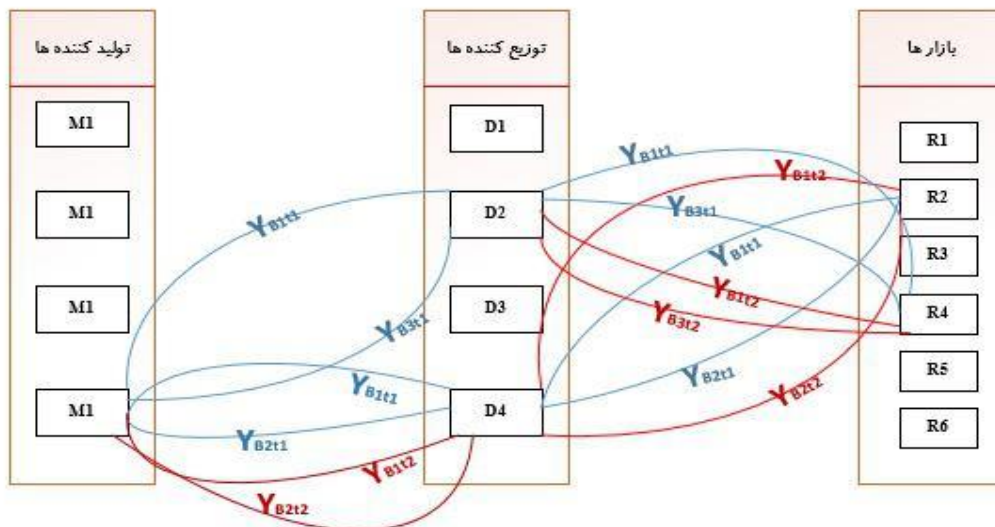 تولید کننده ها
توزیع کننده ها
بازار ها
M1
M1
M1
M1
D1
D2
D3
D4
R1
R2
R3
R4
R5
R6
YB1t1
YB3t1
YB1t1
YB2t1
YB1t2
YB2t2
YB1t1
YB1t2
YB3t1
YB1t1
YB1t2
YB3t2
YB2t1
YB2t2